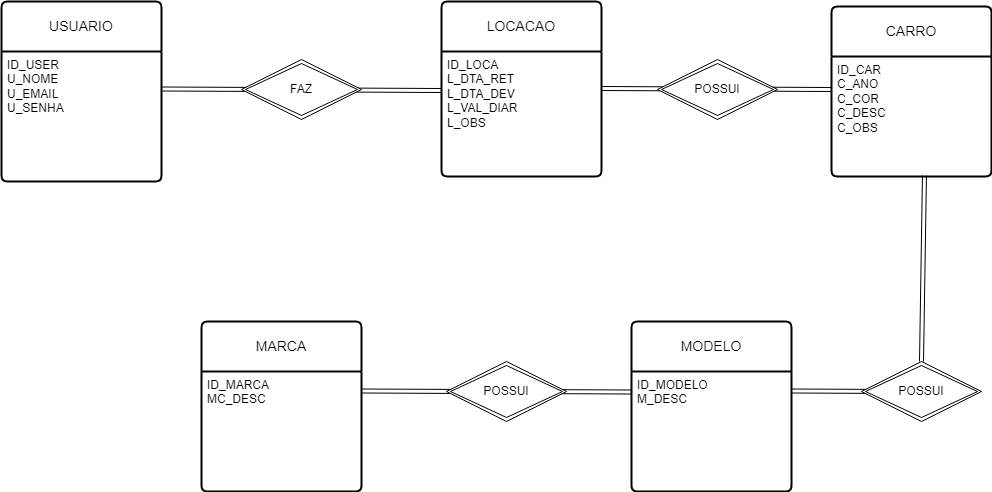 USUARIO
ID_USER
U_NOME
U_EMAIL
U_SENHA
FAZ
LOCACAO
ID_LOCA
L_DTA_RET
L_DTA_DEV
L_VAL_DIAR
L_OBS
POSSUI
CARRO
ID_CAR
C_ANO
C_COR
C_DESC
C_OBS
MARCA
ID_MARCA
MC_DESC
POSSUI
MODELO
ID_MODELO
M_DESC
POSSUI